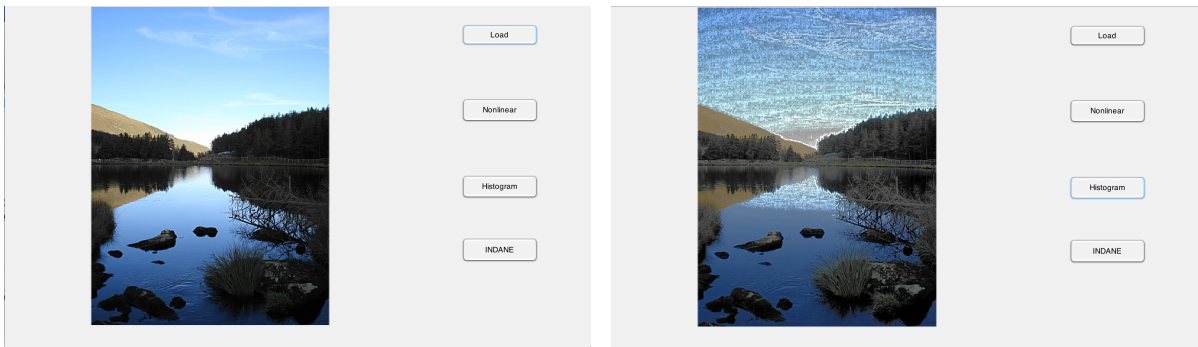 Load
Nonlinear
Histogram
INDANE
Load
Nonlinear
Histogram
INDANE